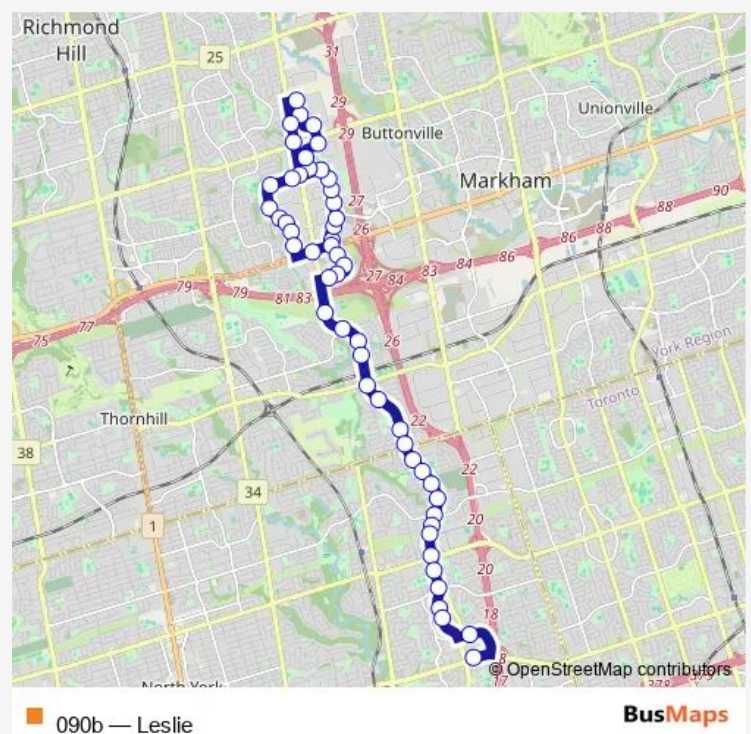 Richmond
Hill
25
31
29
29
Buttonville
Unionville
Markham
27
26
90
88
88
86
86
84
83
84
27
79
79
81 83
77
75
26
York Region
Toronto
Thornhill
22
22
38
34
20
1
20
18
© OpenStreetMap contributors
17
North York
378
090b — Leslie
BusMaps